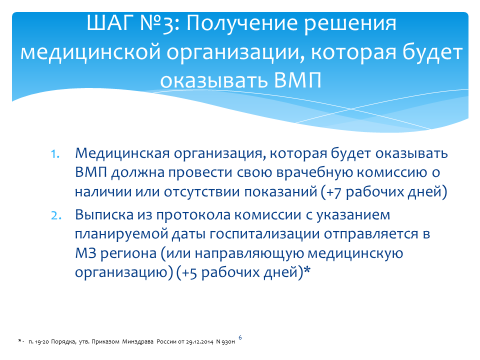 ШАГ №3: Получение решения
медицинской организации, которая будет
оказывать ВМП
1. Медицинская организация, которая будет оказывать
ВМП должна провести свою врачебную комиссию о
наличии или отсутствии показаний (+7 рабочих дней)
2. Выписка из протокола комиссии с указанием
планируемой даты госпитализации отправляется в
МЗ региона (или направляющую медицинскую
организацию) (+5 рабочих дней)*
* - п. 19-20 Порядка, утв. Приказом Минздрава России от 29.12.2014 N 930н
6